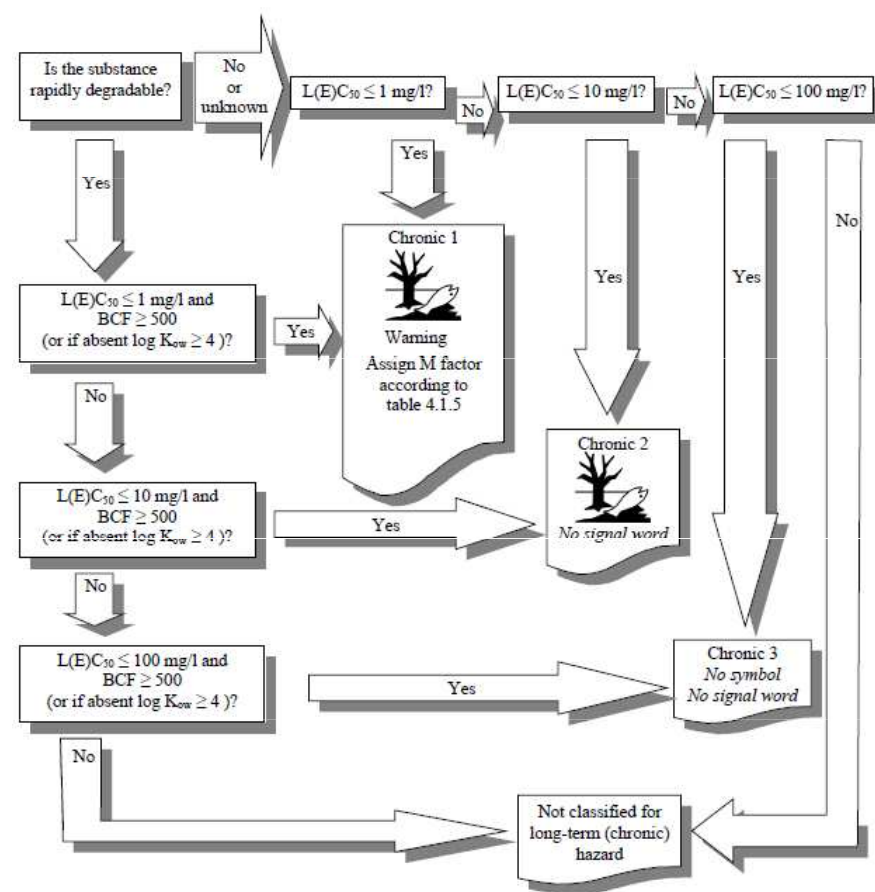 Is the substance
rapidly degradable?
No
or
unknown
L(E)C₅₀ ≤ 1 mg/l?
No
L(E)C₅₀ ≤ 10 mg/l?
No
L(E)C₅₀ ≤ 100 mg/l?
Yes
Yes
Yes
Yes
No
Chronic 1
Warning
Assign M factor
according to
table 4.1.5
L(E)C₅₀ ≤ 1 mg/l and
BCF ≥ 500
(or if absent log Kₒw ≥ 4 )?
Yes
No
Chronic 2
No signal word
L(E)C₅₀ ≤ 10 mg/l and
BCF ≥ 500
(or if absent log Kₒw ≥ 4 )?
Yes
No
L(E)C₅₀ ≤ 100 mg/l and
BCF ≥ 500
(or if absent log Kₒw ≥ 4 )?
Yes
Chronic 3
No symbol
No signal word
No
Not classified for
long-term (chronic)
hazard